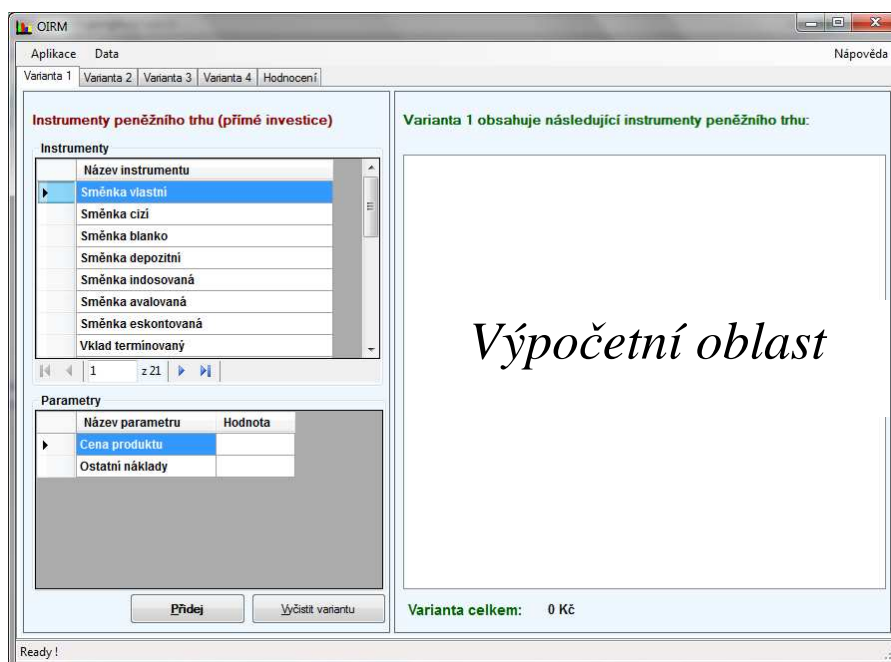 OIRM
Aplikace Data Nápověda
Varianta 1 Varianta 2 Varianta 3 Varianta 4 Hodnocení
Instrumenty peněžního trhu (přímé investice)
Instrumenty
Název instrumentu
Směnka vlastní
Směnka cizí
Směnka blanko
Směnka depozitní
Směnka indosovaná
Směnka avalovaná
Směnka eskontovaná
Vklad termínovaný
1 z 21
Parametry
Název parametru Hodnota
Cena produktu
Ostatní náklady
Přidej Vyčistit variantu
Varianta 1 obsahuje následující instrumenty peněžního trhu:
Výpočetní oblast
Varianta celkem: 0 Kč
Ready !